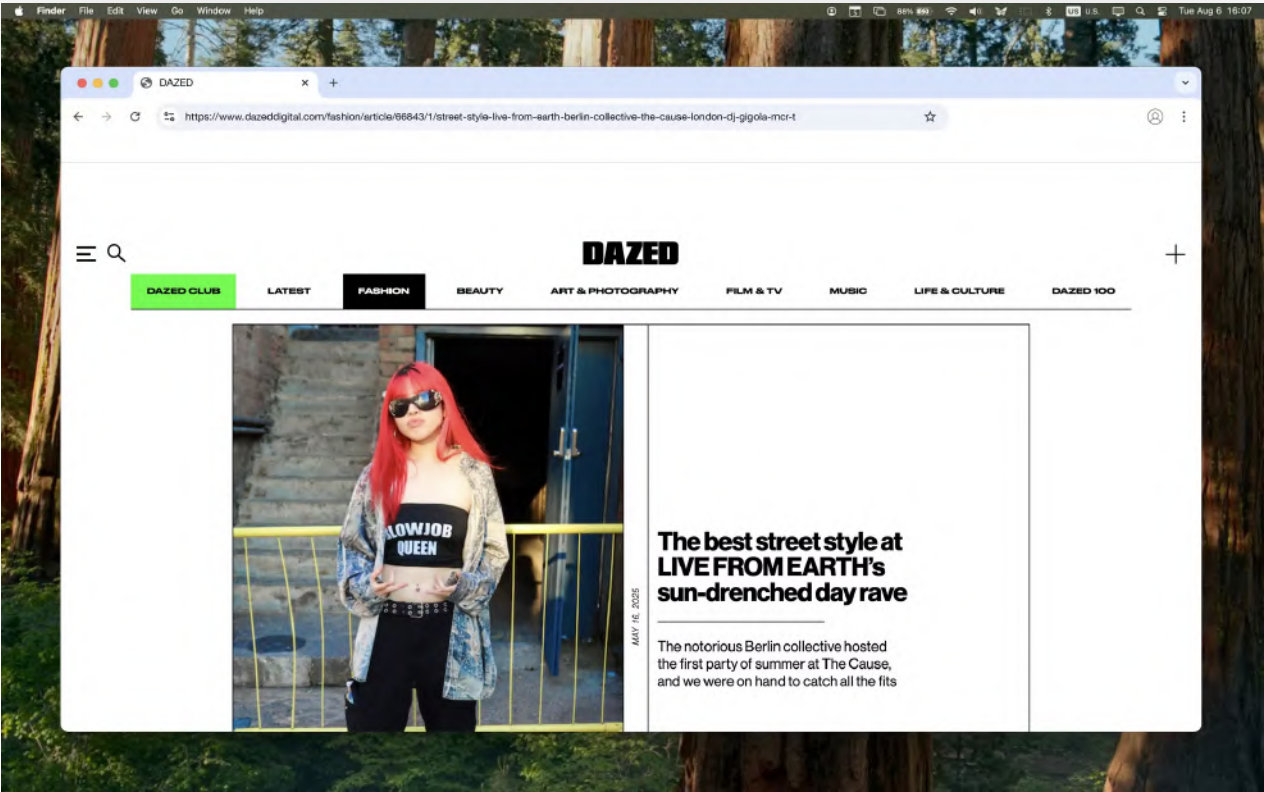 Finder File Edit View Go Window Help
88% US U.S. Tue Aug 6 16:07
DAZED
https://www.dazeddigital.com/fashion/article/66843/1/street-style-live-from-earth-berlin-collective-the-cause-london-dj-gigola-mcr-t
DAZED
DAZED CLUB LATEST FASHION BEAUTY ART & PHOTOGRAPHY FILM & TV MUSIC LIFE & CULTURE DAZED 100
LOWJOB
QUEEN
MAY 16, 2025
The best street style at
LIVE FROM EARTH's
sun-drenched day rave
The notorious Berlin collective hosted
the first party of summer at The Cause,
and we were on hand to catch all the fits